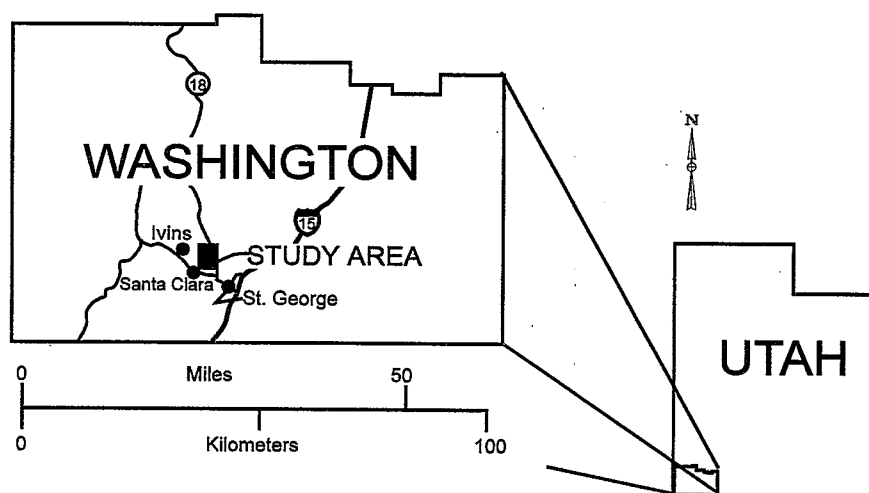 18
WASHINGTON
N
15
Ivins
STUDY AREA
Santa Clara
St. George
UTAH
0 Miles 50
Kilometers
0 100